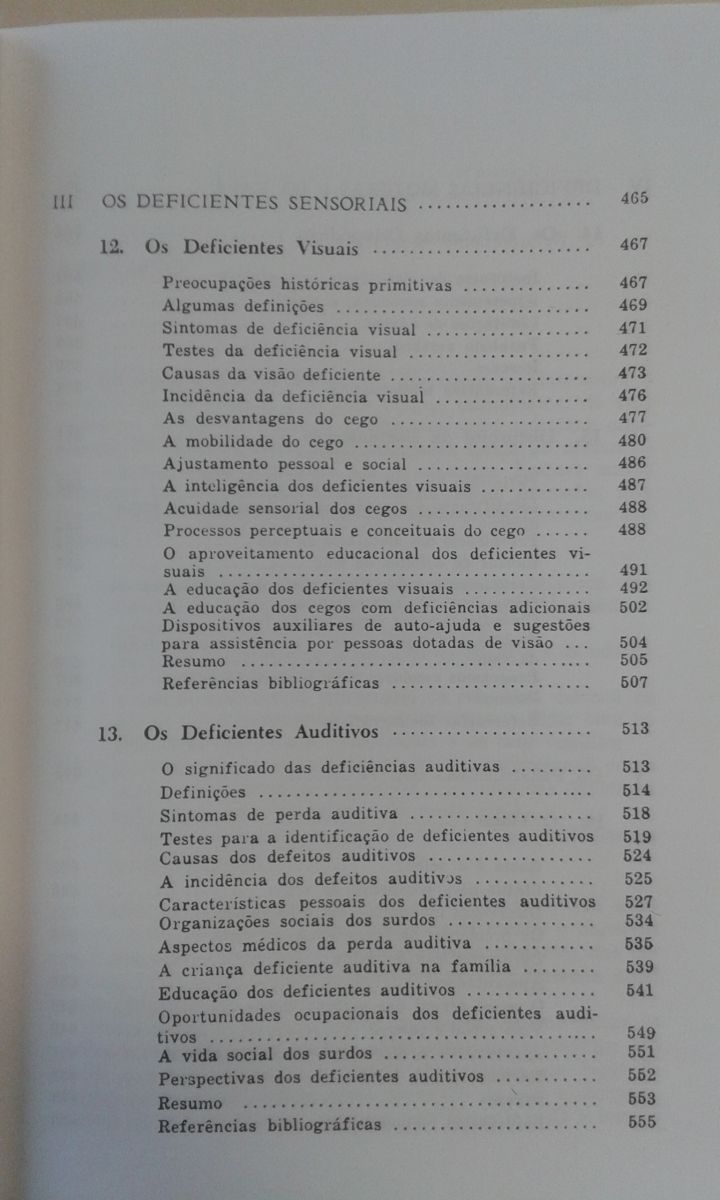 III OS DEFICIENTES SENSORIAIS .................. 465
12. Os Deficientes Visuais ........................ 467
Preocupações históricas primitivas .............. 467
Algumas definições ............................ 469
Sintomas de deficiência visual .................. 471
Testes da deficiência visual .................... 472
Causas da visão deficiente ...................... 473
Incidência da deficiência visual ................. 476
As desvantagens do cego ...................... 477
A mobilidade do cego .......................... 480
Ajustamento pessoal e social ................... 486
A inteligência dos deficientes visuais ............ 487
Acuidade sensorial dos cegos .................... 488
Processos perceptuais e conceituais do cego ...... 488
O aproveitamento educacional dos deficientes vi-
suais ........................................ 491
A educação dos deficientes visuais .............. 492
A educação dos cegos com deficiências adicionais 502
Dispositivos auxiliares de auto-ajuda e sugestões
para assistência por pessoas dotadas de visão ... 504
Resumo ...................................... 505
Referências bibliográficas ...................... 507
13. Os Deficientes Auditivos ...................... 513
O significado das deficiências auditivas ......... 513
Definições .................................... 514
Sintomas de perda auditiva .................... 518
Testes para a identificação de deficientes auditivos 519
Causas dos defeitos auditivos .................. 524
A incidência dos defeitos auditivos ............. 525
Características pessoais dos deficientes auditivos 527
Organizações sociais dos surdos ................ 534
Aspectos médicos da perda auditiva ............ 535
A criança deficiente auditiva na família ........ 539
Educação dos deficientes auditivos .............. 541
Oportunidades ocupacionais dos deficientes audi-
tivos .......................................... 549
A vida social dos surdos ........................ 551
Perspectivas dos deficientes auditivos ........... 552
Resumo ...................................... 553
Referências bibliográficas ...................... 555